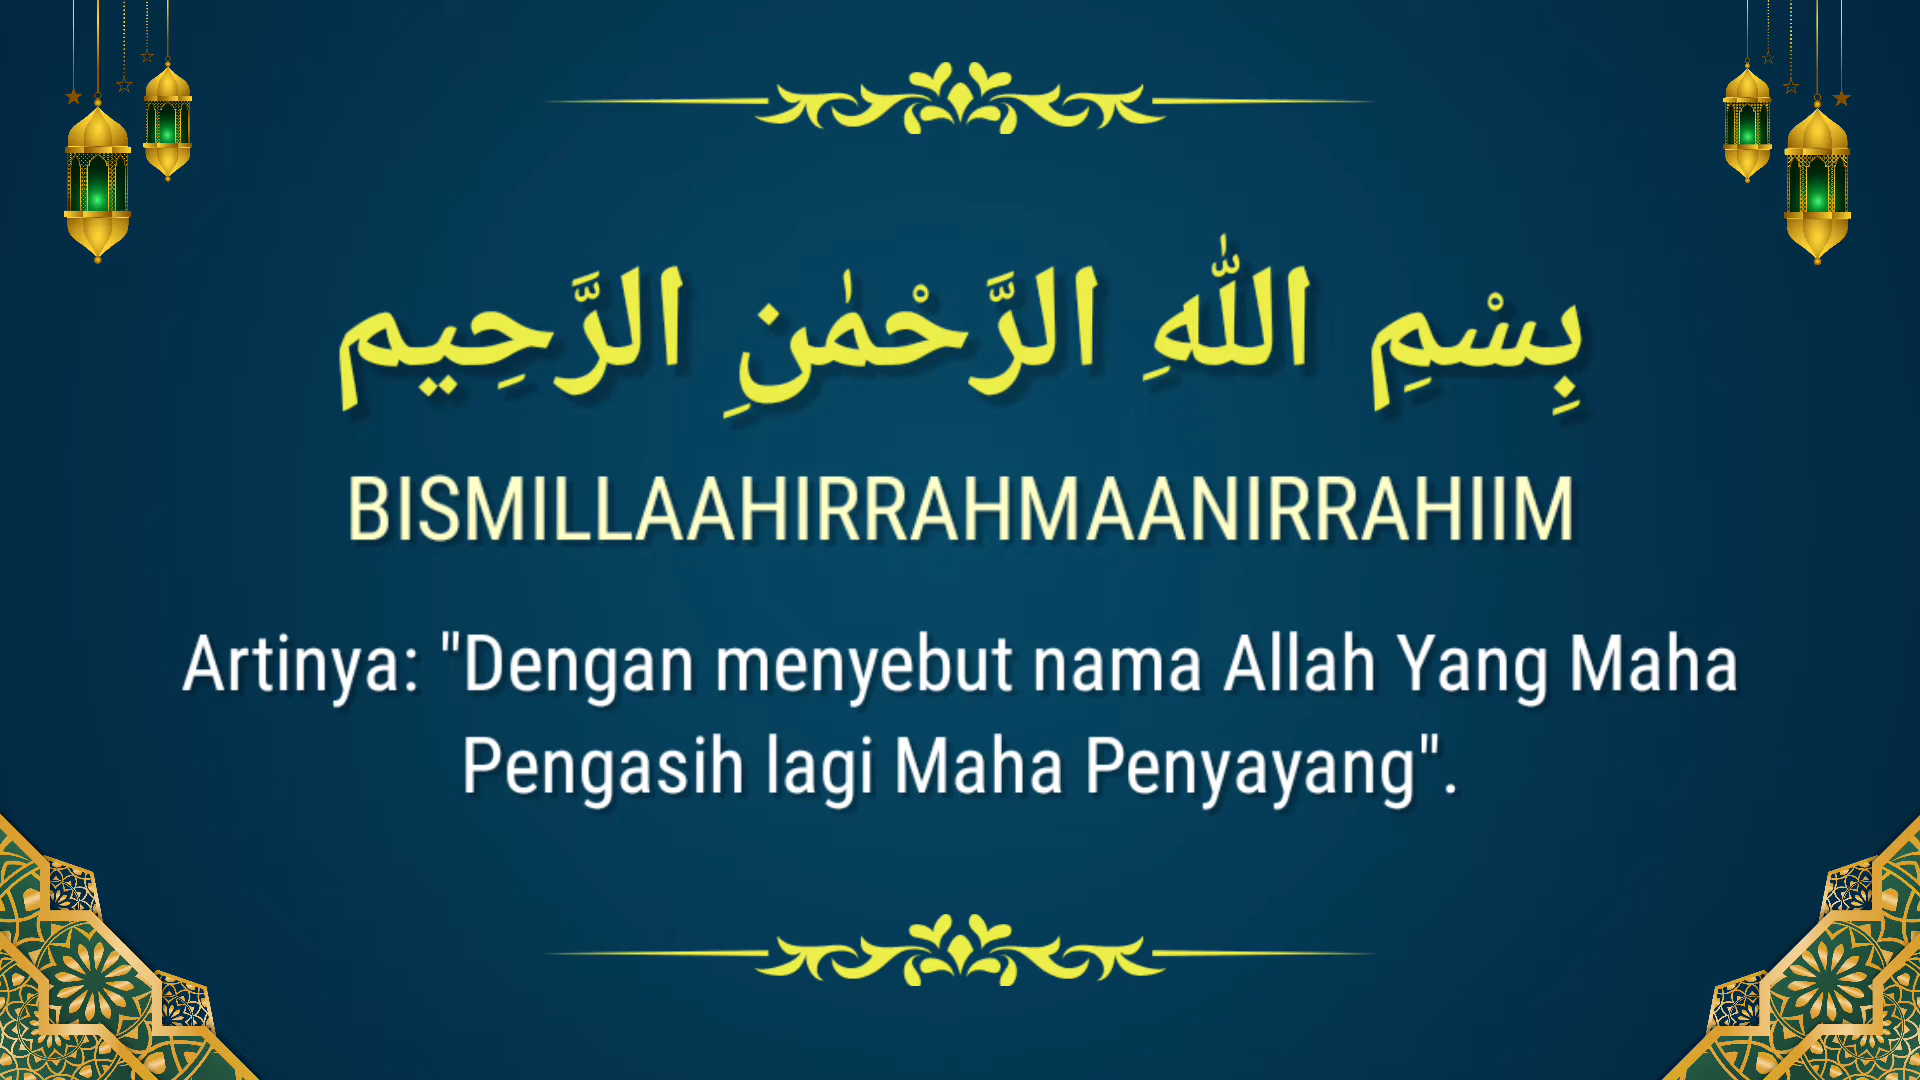 بِسْمِ اللّٰهِ الرَّحْمٰنِ الرَّحِيم
BISMILLAAHIRRAHMAANIRRAHIIM
Artinya: "Dengan menyebut nama Allah Yang Maha
Pengasih lagi Maha Penyayang".